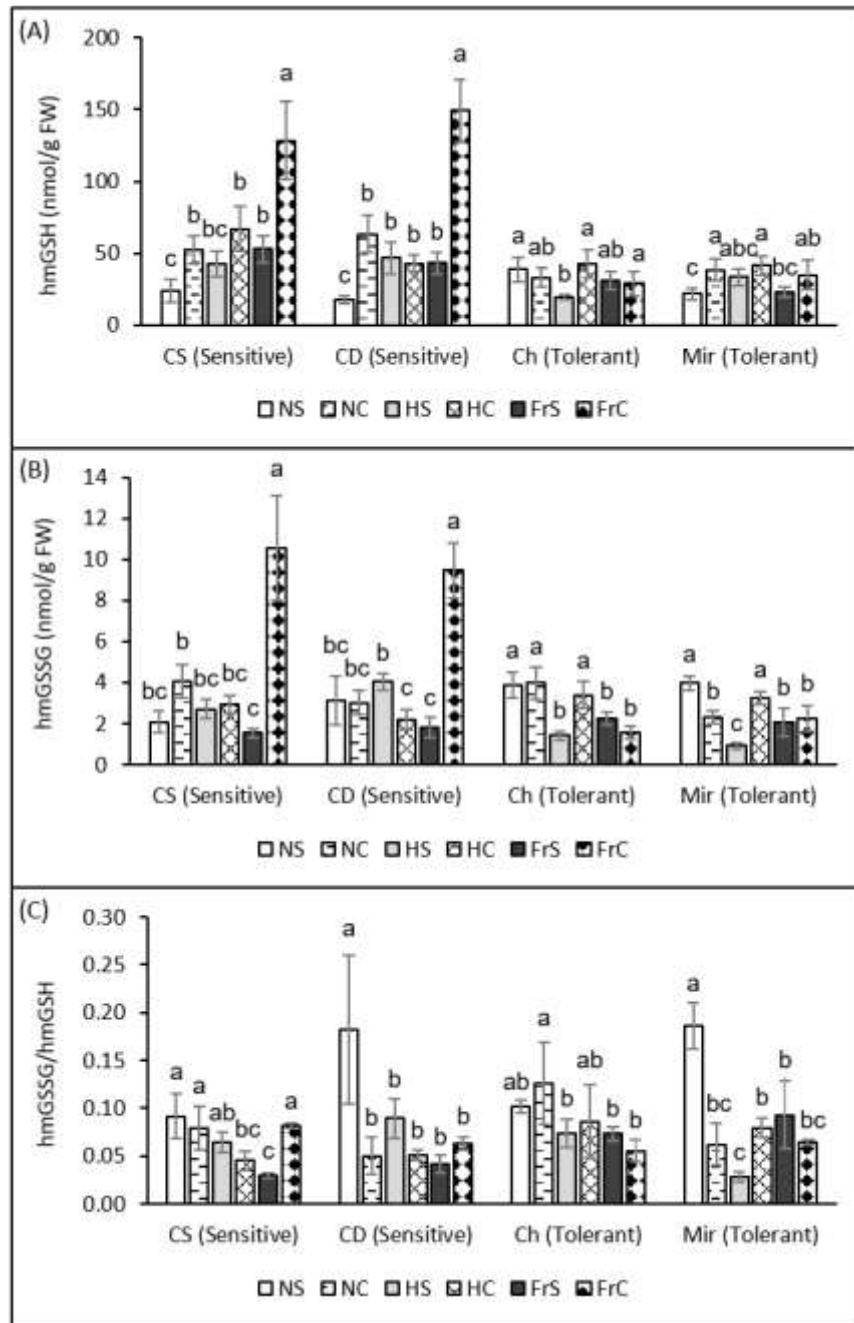 (A)
hmGSH (nmol/g FW)
200
150
100
50
0
c b bc b b a
c b b b b a
a ab b a ab a
c a abc a bc ab
CS (Sensitive) CD (Sensitive) Ch (Tolerant) Mir (Tolerant)
NS NC HS HC FrS FrC
(B)
hmGSSG (nmol/g FW)
14
12
10
8
6
4
2
0
bc b bc bc c a
bc bc b c c a
a a b a b b
a b c a b b
CS (Sensitive) CD (Sensitive) Ch (Tolerant) Mir (Tolerant)
NS NC HS HC FrS FrC
(C)
hmGSSG/hmGSH
0.30
0.25
0.20
0.15
0.10
0.05
0.00
a a ab bc c a
a b b b b b
ab a b ab b b
a bc c b b bc
CS (Sensitive) CD (Sensitive) Ch (Tolerant) Mir (Tolerant)
NS NC HS HC FrS FrC